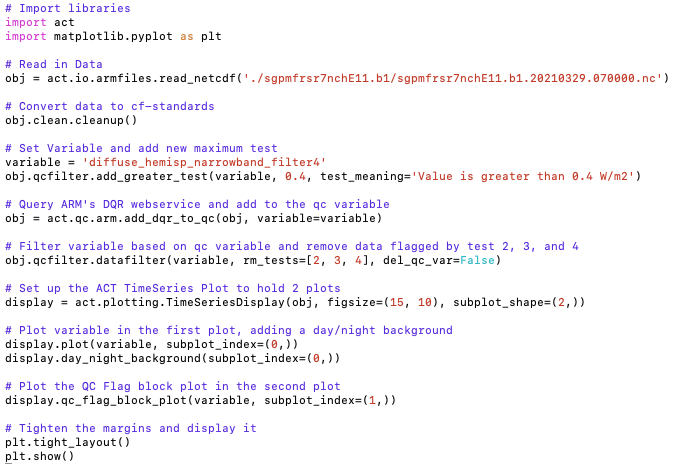 # Import libraries
import act
import matplotlib.pyplot as plt

# Read in Data
obj = act.io.armfiles.read_netcdf('./sgpmfrsr7nchE11.b1/sgpmfrsr7nchE11.b1.20210329.070000.nc')

# Convert data to cf-standards
obj.clean.cleanup()

# Set Variable and add new maximum test
variable = 'diffuse_hemisp_narrowband_filter4'
obj.qcfilter.add_greater_test(variable, 0.4, test_meaning='Value is greater than 0.4 W/m2')

# Query ARM's DQR webservice and add to the qc variable
obj = act.qc.arm.add_dqr_to_qc(obj, variable=variable)

# Filter variable based on qc variable and remove data flagged by test 2, 3, and 4
obj.qcfilter.datafilter(variable, rm_tests=[2, 3, 4], del_qc_var=False)

# Set up the ACT TimeSeries Plot to hold 2 plots
display = act.plotting.TimeSeriesDisplay(obj, figsize=(15, 10), subplot_shape=(2,))

# Plot variable in the first plot, adding a day/night background
display.plot(variable, subplot_index=(0,))
display.day_night_background(subplot_index=(0,))

# Plot the QC Flag block plot in the second plot
display.qc_flag_block_plot(variable, subplot_index=(1,))

# Tighten the margins and display it
plt.tight_layout()
plt.show()